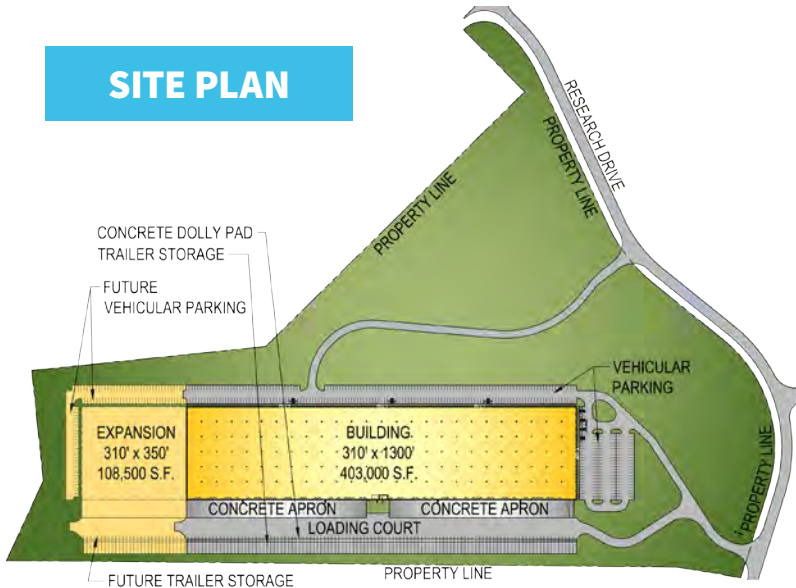 SITE PLAN
RESEARCH DRIVE
PROPERTY LINE
PROPERTY LINE
CONCRETE DOLLY PAD
TRAILER STORAGE
FUTURE
VEHICULAR PARKING
VEHICULAR
PARKING
EXPANSION
310' x 350'
108,500 S.F.
BUILDING
310' x 1300'
403,000 S.F.
PROPERTY LINE
CONCRETE APRON
CONCRETE APRON
LOADING COURT
FUTURE TRAILER STORAGE
PROPERTY LINE